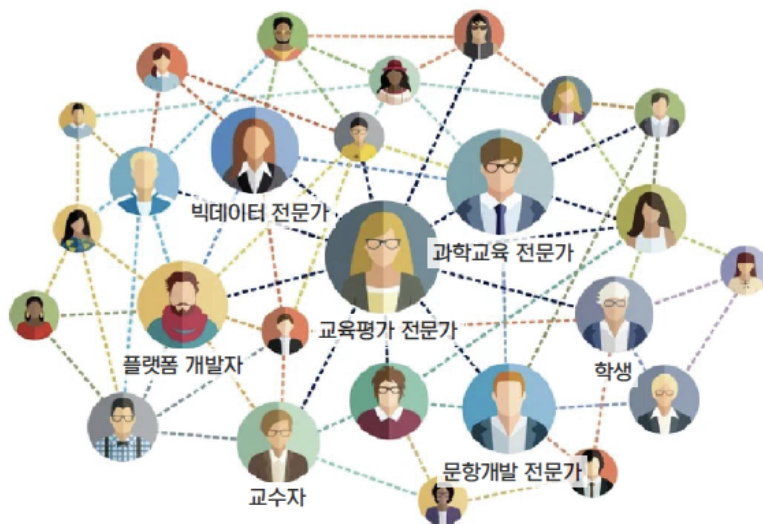 빅데이터 전문가
과학교육 전문가
교육평가 전문가
플랫폼 개발자
학생
문항개발 전문가
교수자